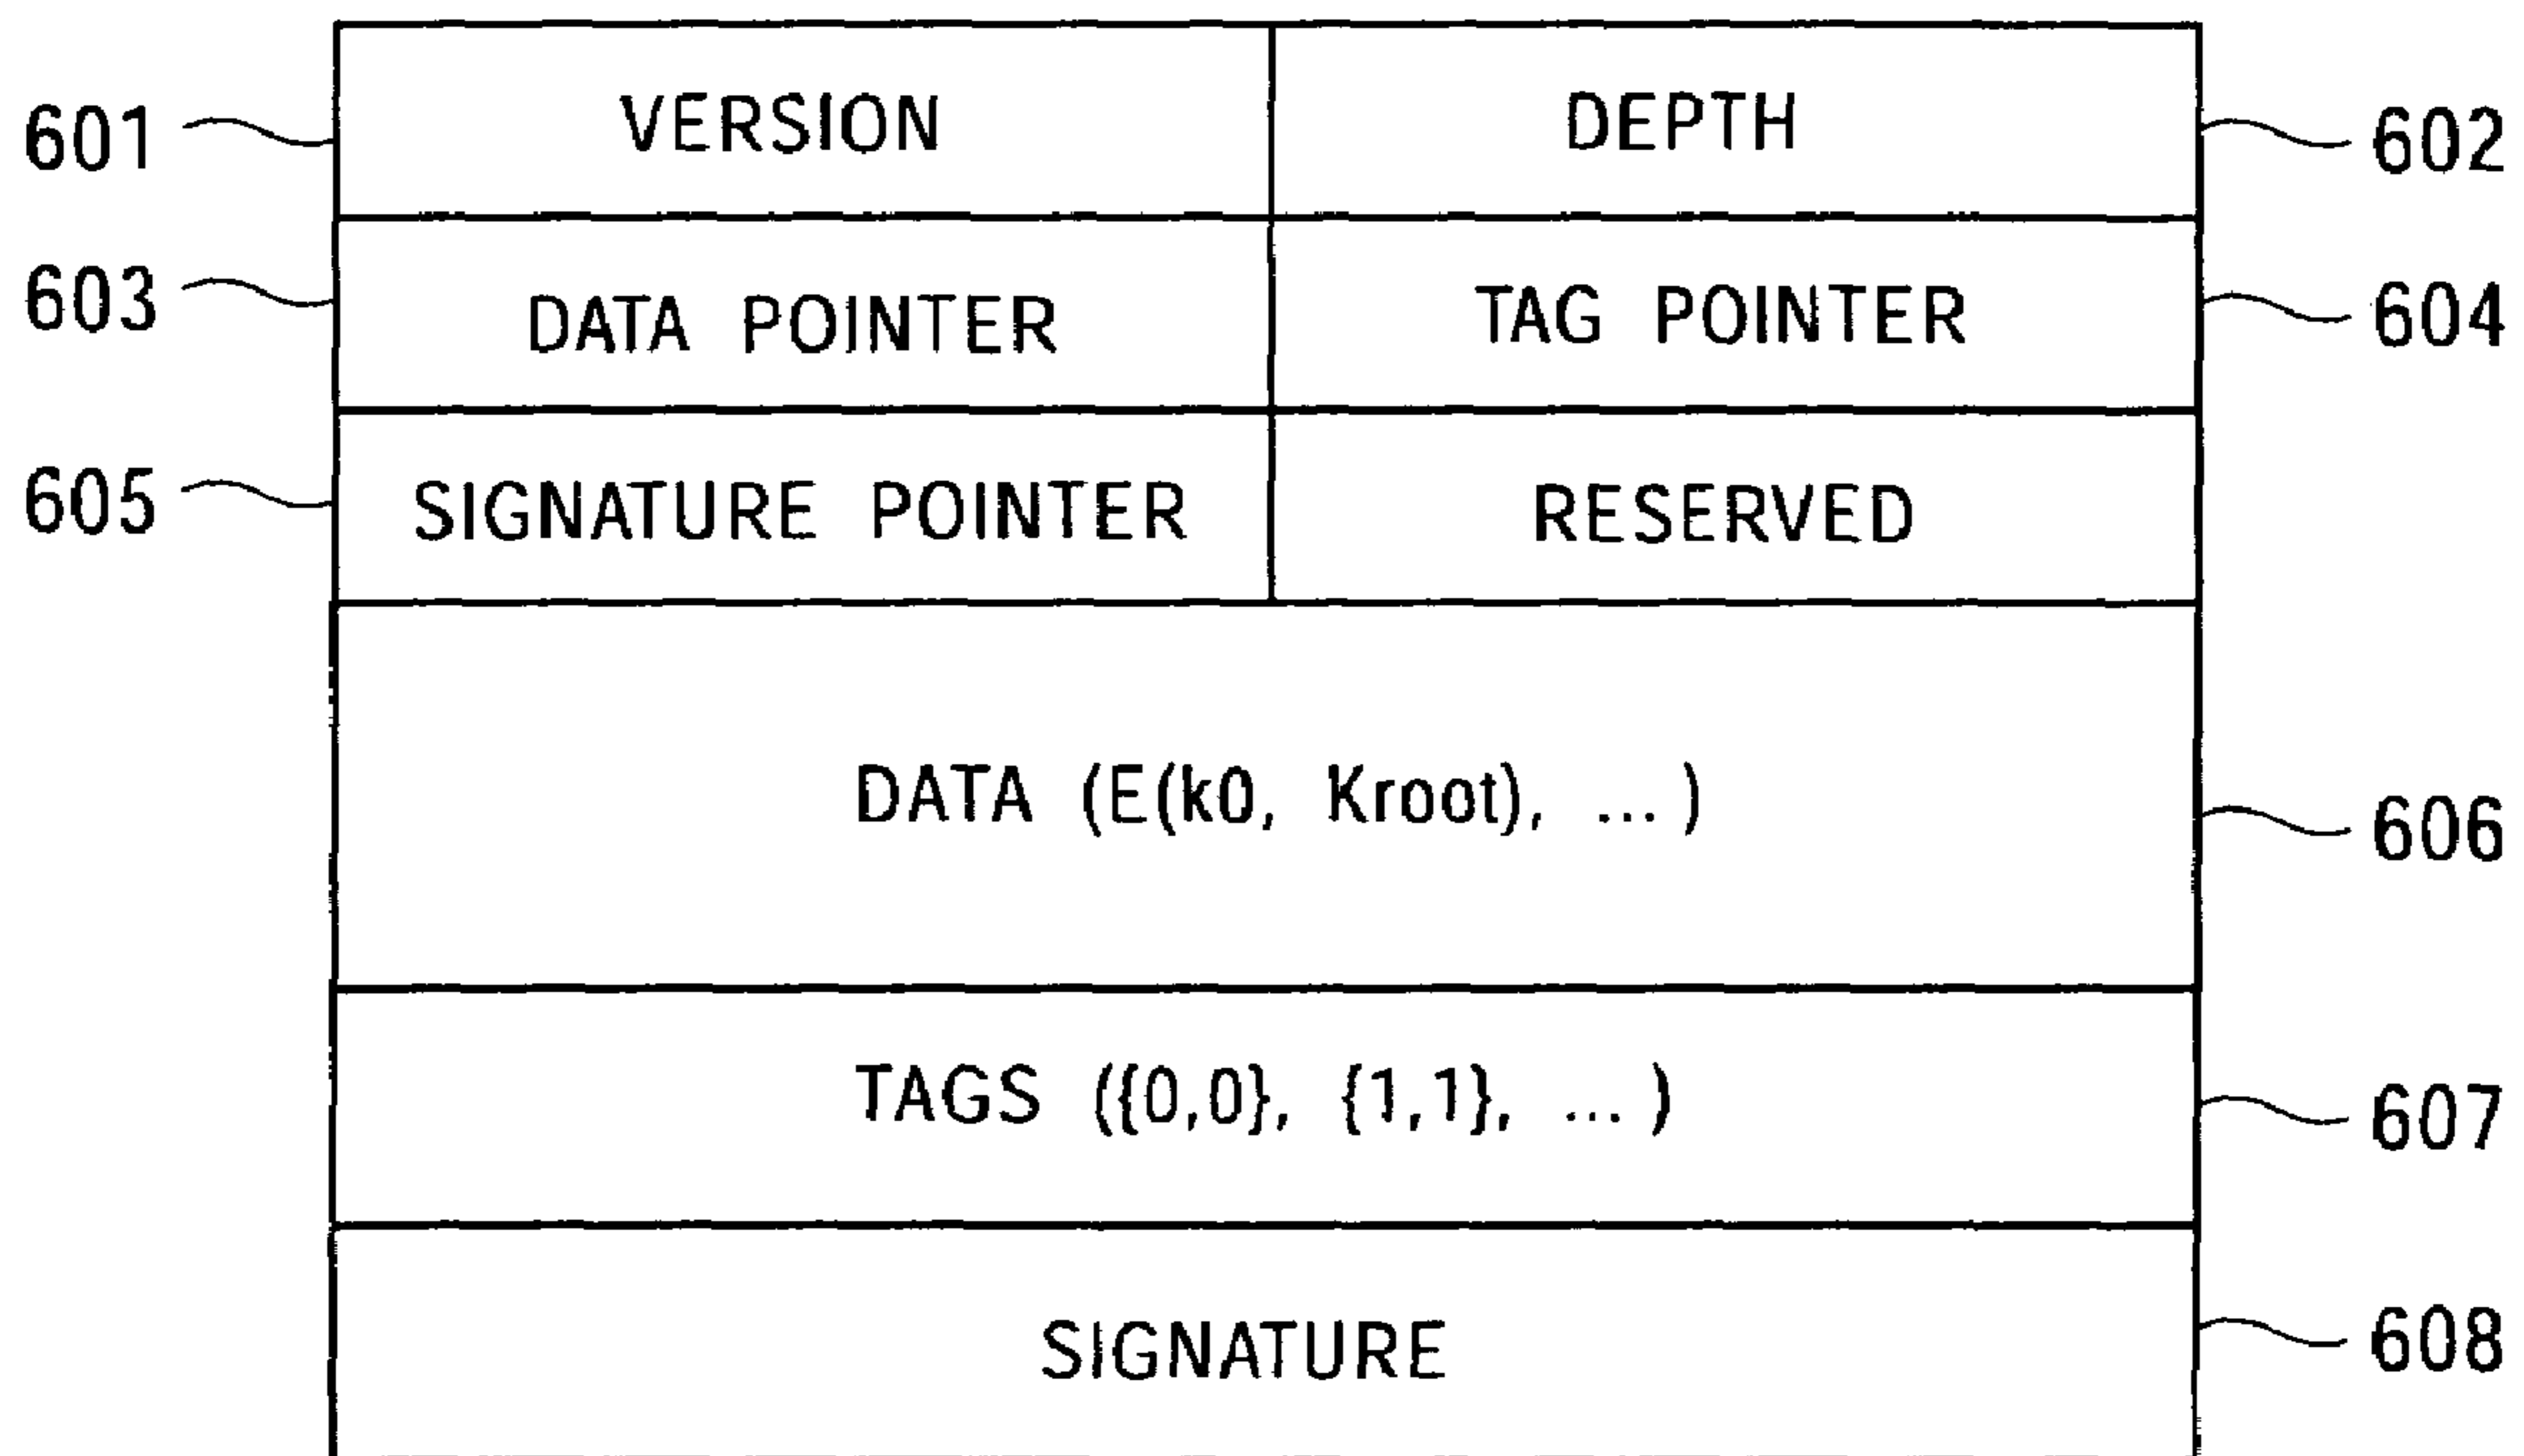 601 VERSION DEPTH 602
603 DATA POINTER TAG POINTER 604
605 SIGNATURE POINTER RESERVED
DATA (E(k0, Kroot), ... ) 606
TAGS ({0,0}, {1,1}, ... ) 607
SIGNATURE 608